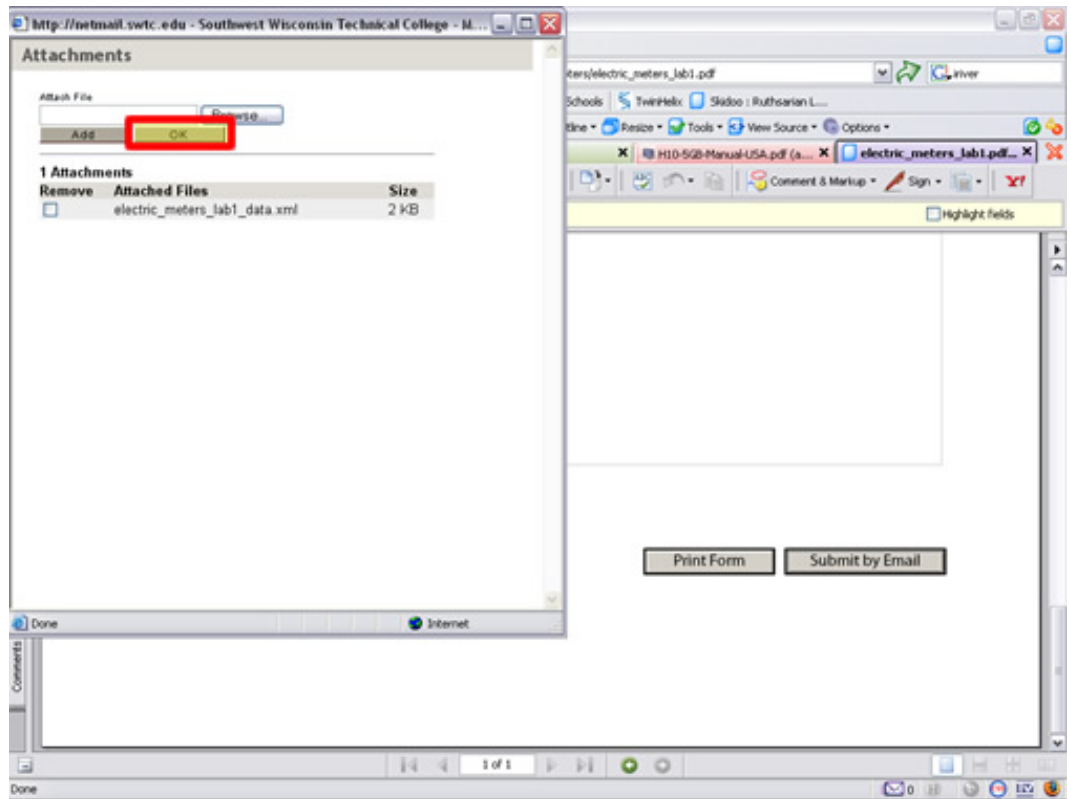 http://netmail.swtc.edu - Southwest Wisconsin Technical College - M...
Attachments
Attach File
Browse...
Add OK
1 Attachments
Remove Attached Files Size
electric_meters_lab1_data.xml 2 KB
Done Internet
ters/electric_meters_lab1.pdf
iriver
Schools TwinHelix Skidoo : Ruthsarian L...
tline Resize Tools View Source Options
H10-5GB-Manual-USA.pdf (a... electric_meters_lab1.pdf...
Comment & Markup Sign Y!
Highlight fields
Print Form Submit by Email
Comments
1 of 1
Done 0